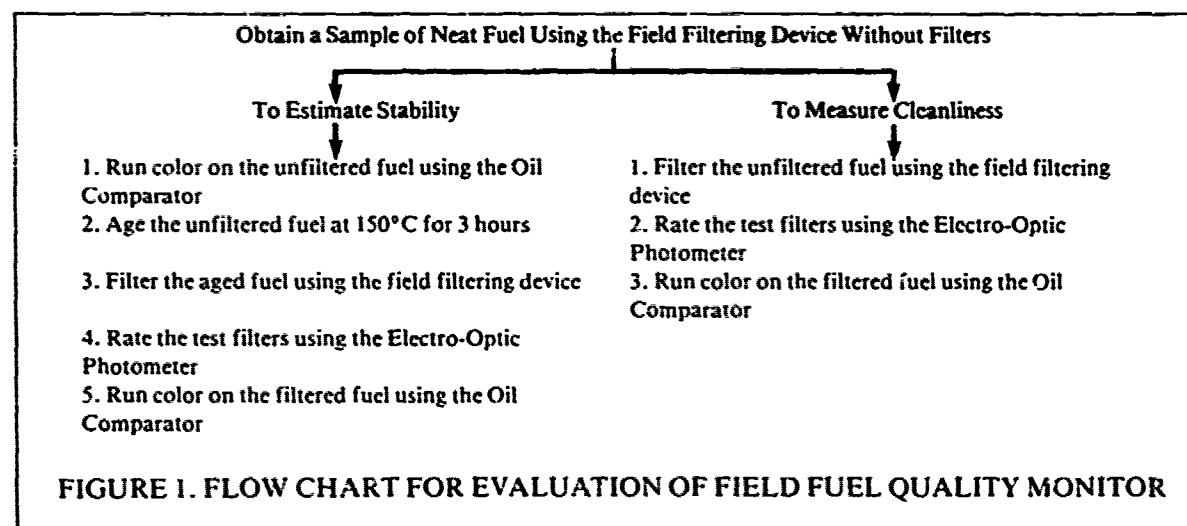 Obtain a Sample of Neat Fuel Using the Field Filtering Device Without Filters
To Estimate Stability
1. Run color on the unfiltered fuel using the Oil
Comparator
2. Age the unfiltered fuel at 150°C for 3 hours
3. Filter the aged fuel using the field filtering device
4. Rate the test filters using the Electro-Optic
Photometer
5. Run color on the filtered fuel using the Oil
Comparator
To Measure Cleanliness
1. Filter the unfiltered fuel using the field filtering
device
2. Rate the test filters using the Electro-Optic
Photometer
3. Run color on the filtered fuel using the Oil
Comparator
FIGURE 1. FLOW CHART FOR EVALUATION OF FIELD FUEL QUALITY MONITOR